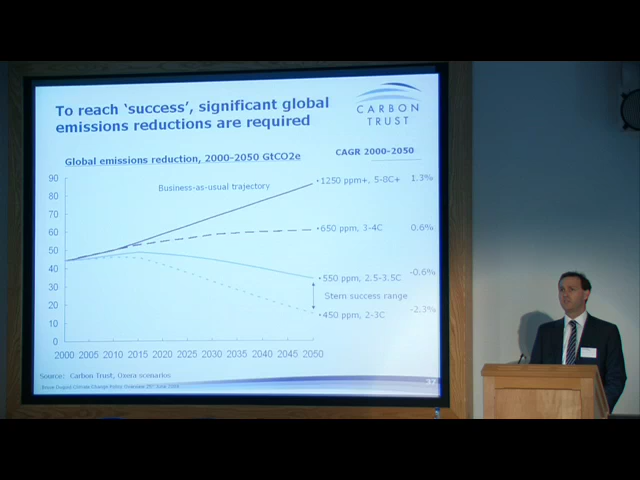 To reach ‘success’, significant global
emissions reductions are required
CARBON
TRUST
Global emissions reduction, 2000-2050 GtCO2e
CAGR 2000-2050
90
80
70
60
50
40
30
20
10
0
Business-as-usual trajectory
•1250 ppm+, 5-8C+ 1.3%
•650 ppm, 3-4C 0.6%
•550 ppm, 2.5-3.5C -0.6%
Stern success range
•450 ppm, 2-3C -2.3%
2000 2005 2010 2015 2020 2025 2030 2035 2040 2045 2050
Source: Carbon Trust, Oxera scenarios
37